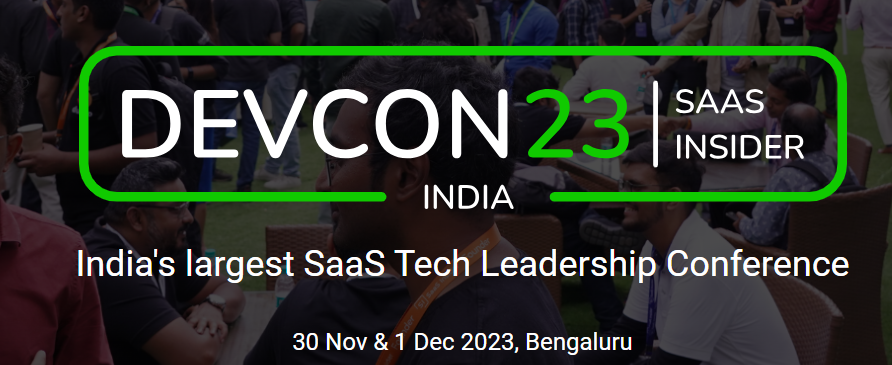 DEVCON23 | SAAS INSIDER
INDIA
India's largest SaaS Tech Leadership Conference
30 Nov & 1 Dec 2023, Bengaluru